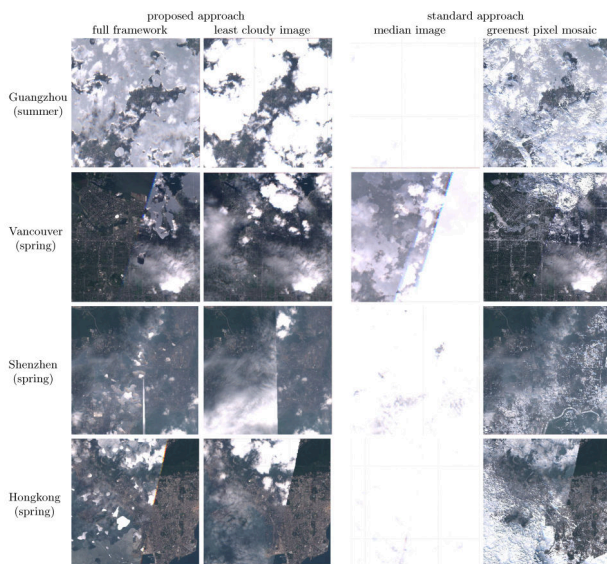 proposed approach
standard approach
full framework
least cloudy image
median image
greenest pixel mosaic
Guangzhou
(summer)
Vancouver
(spring)
Shenzhen
(spring)
Hongkong
(spring)